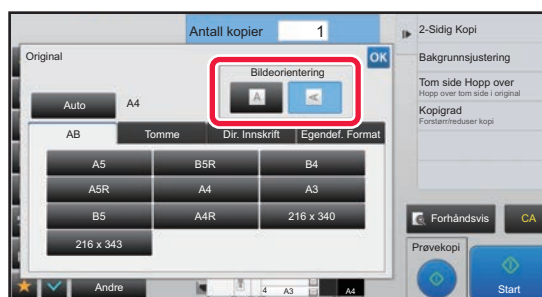 Antall kopier 1
2-Sidig Kopi
Original
OK
Bildeorientering
Bakgrunnsjustering
A A
Tom side Hopp over
Hopp over tom side i original
Auto A4
Kopigrad
Forstørr/reduser kopi
AB Tomme Dir. Innskrift Egendef. Format
A5 B5R B4
A5R A4 A3
B5 A4R 216 x 340
Forhåndsvis CA
216 x 343
Prøvekopi
Andre
4 A3 A4
Start